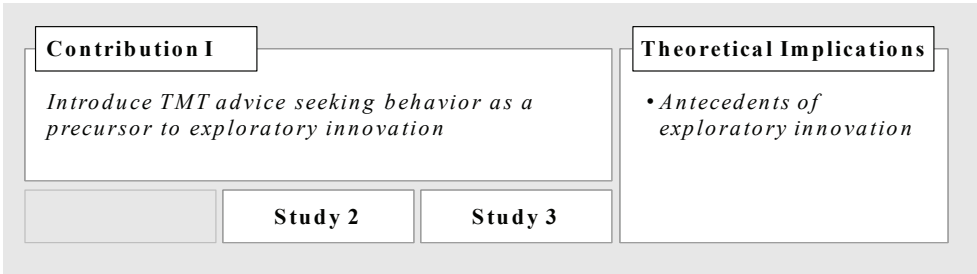 Contribution I
Introduce TMT advice seeking behavior as a
precursor to exploratory innovation
Study 2
Study 3
Theoretical Implications
• Antecedents of
exploratory innovation